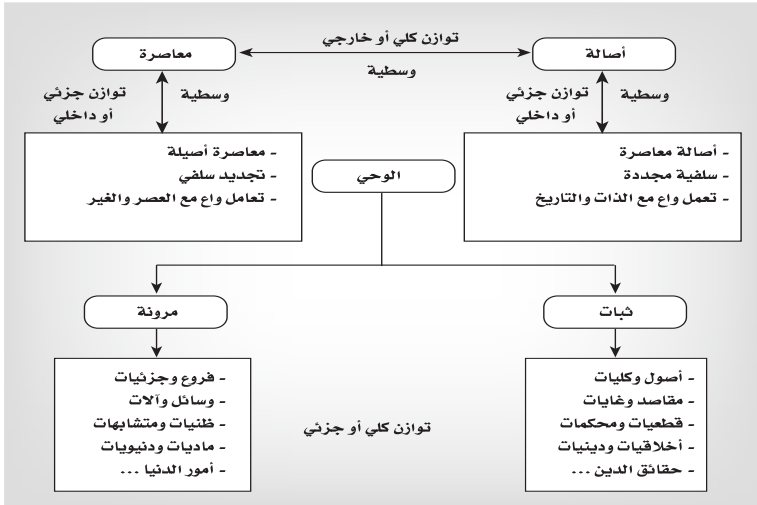 توازن كلي أو خارجي
أصالة
معاصرة
وسطية
وسطية
توازن جزئي
أو داخلي
وسطية
توازن جزئي
أو داخلي
- أصالة معاصرة
- سلفية مجددة
- تعمل واع مع الذات والتاريخ
- معاصرة أصيلة
- تجديد سلفي
- تعامل واع مع العصر والغير
الوحي
ثبات
مرونة
- أصول وكليات
- مقاصد وغايات
- قطعيات ومحكمات
- أخلاقيات ودينيات
- حقائق الدين ...
توازن كلي أو جزئي
- فروع وجزئيات
- وسائل وآلات
- ظنيات ومتشابهات
- ماديات ودنيويات
- أمور الدنيا ...